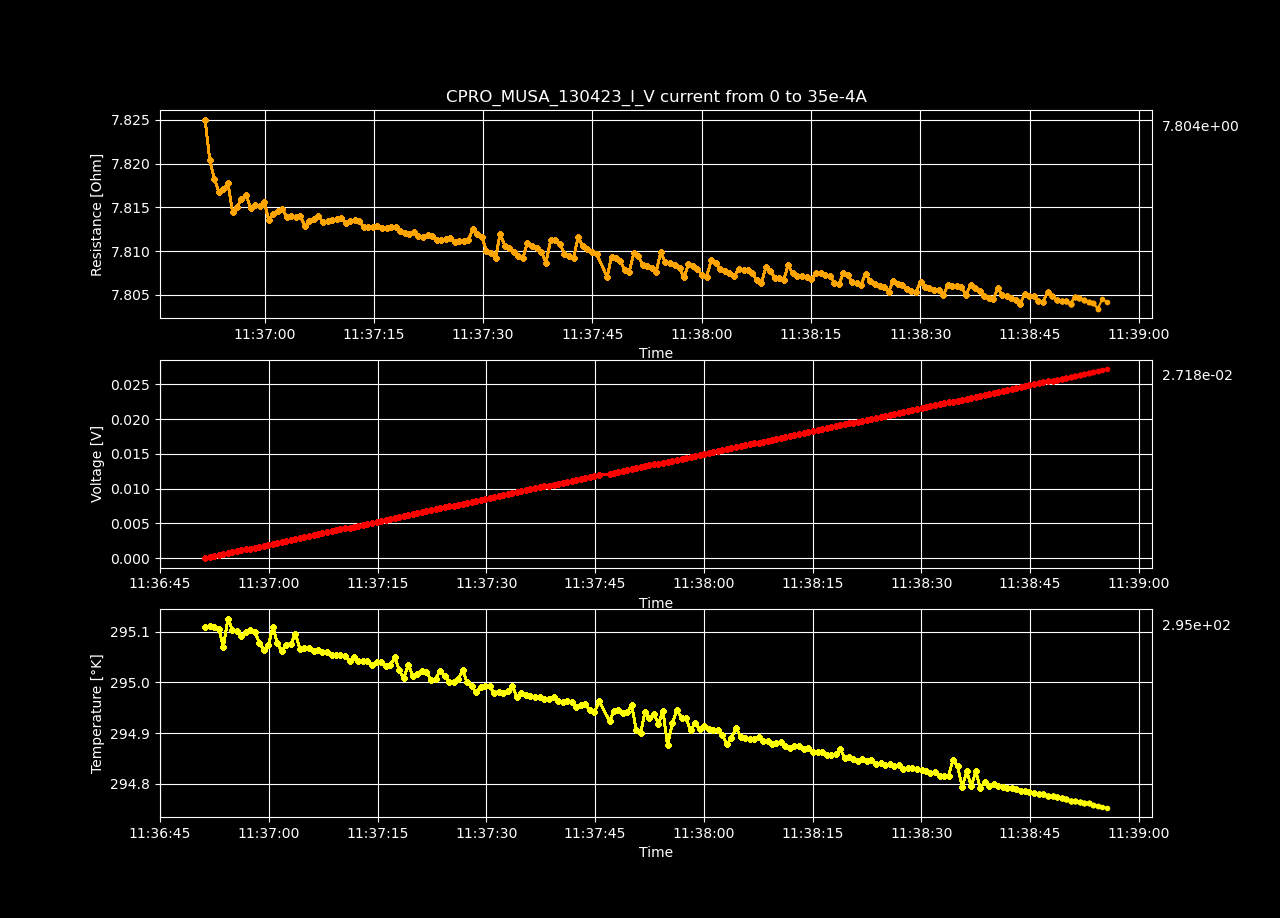 CPRO_MUSA_130423_I_V current from 0 to 35e-4A
7.825
7.820
7.815
7.810
7.805
Resistance [Ohm]
7.804e+00
11:37:00 11:37:15 11:37:30 11:37:45 11:38:00 11:38:15 11:38:30 11:38:45 11:39:00
Time
0.025
0.020
0.015
0.010
0.005
0.000
Voltage [V]
2.718e-02
11:36:45 11:37:00 11:37:15 11:37:30 11:37:45 11:38:00 11:38:15 11:38:30 11:38:45 11:39:00
Time
295.1
295.0
294.9
294.8
Temperature [°K]
2.95e+02
11:36:45 11:37:00 11:37:15 11:37:30 11:37:45 11:38:00 11:38:15 11:38:30 11:38:45 11:39:00
Time